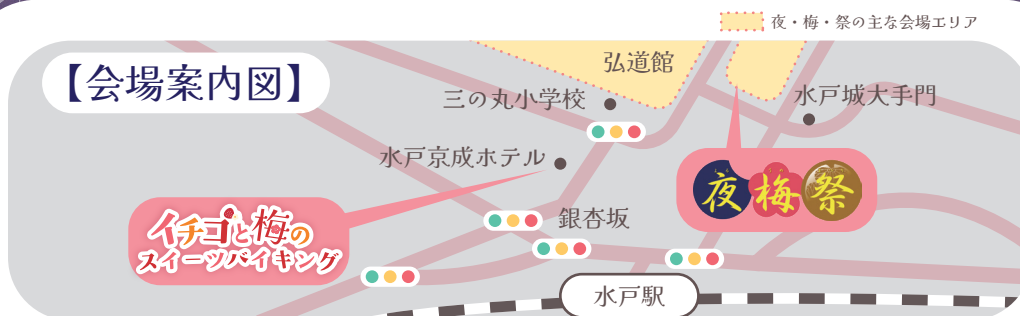 夜・梅・祭の主な会場エリア
【会場案内図】
弘道館
三の丸小学校
水戸城大手門
水戸京成ホテル
夜梅祭
イチゴと梅の
スイーツバイキング
銀杏坂
水戸駅